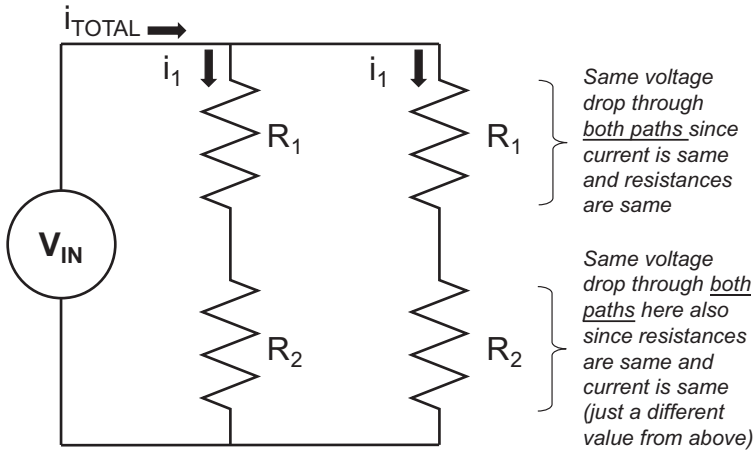 iTOTAL
i1
i1
R1
R1
Same voltage
drop through
both paths since
current is same
and resistances
are same
VIN
R2
R2
Same voltage
drop through both
paths here also
since resistances
are same and
current is same
(just a different
value from above)